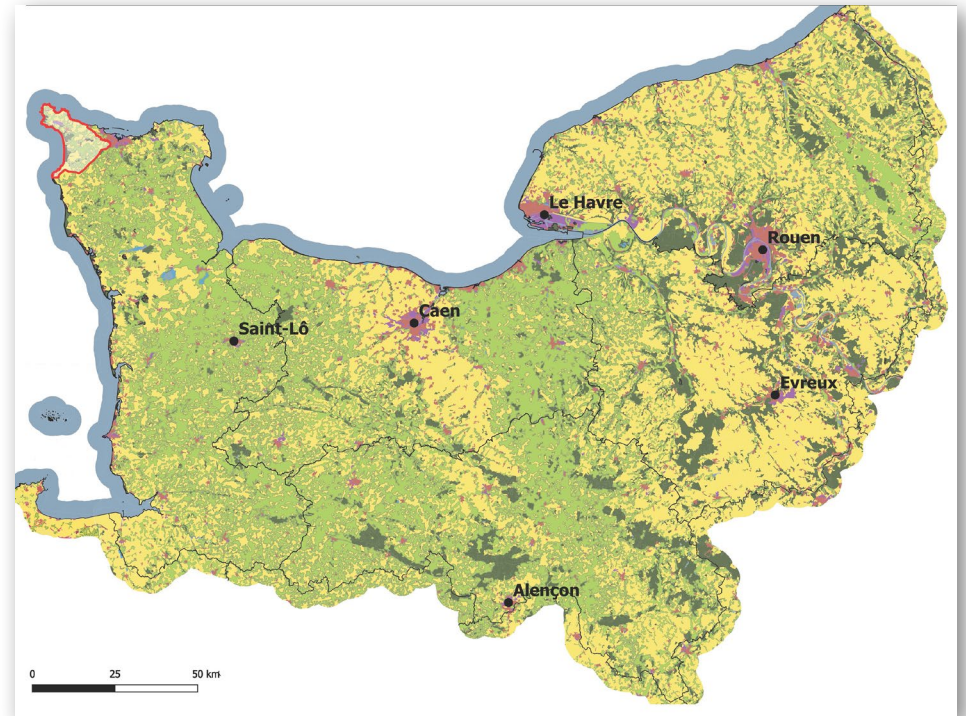 Le Havre
Rouen
Caen
Saint-Lô
Evreux
Alençon
0 25 50 km